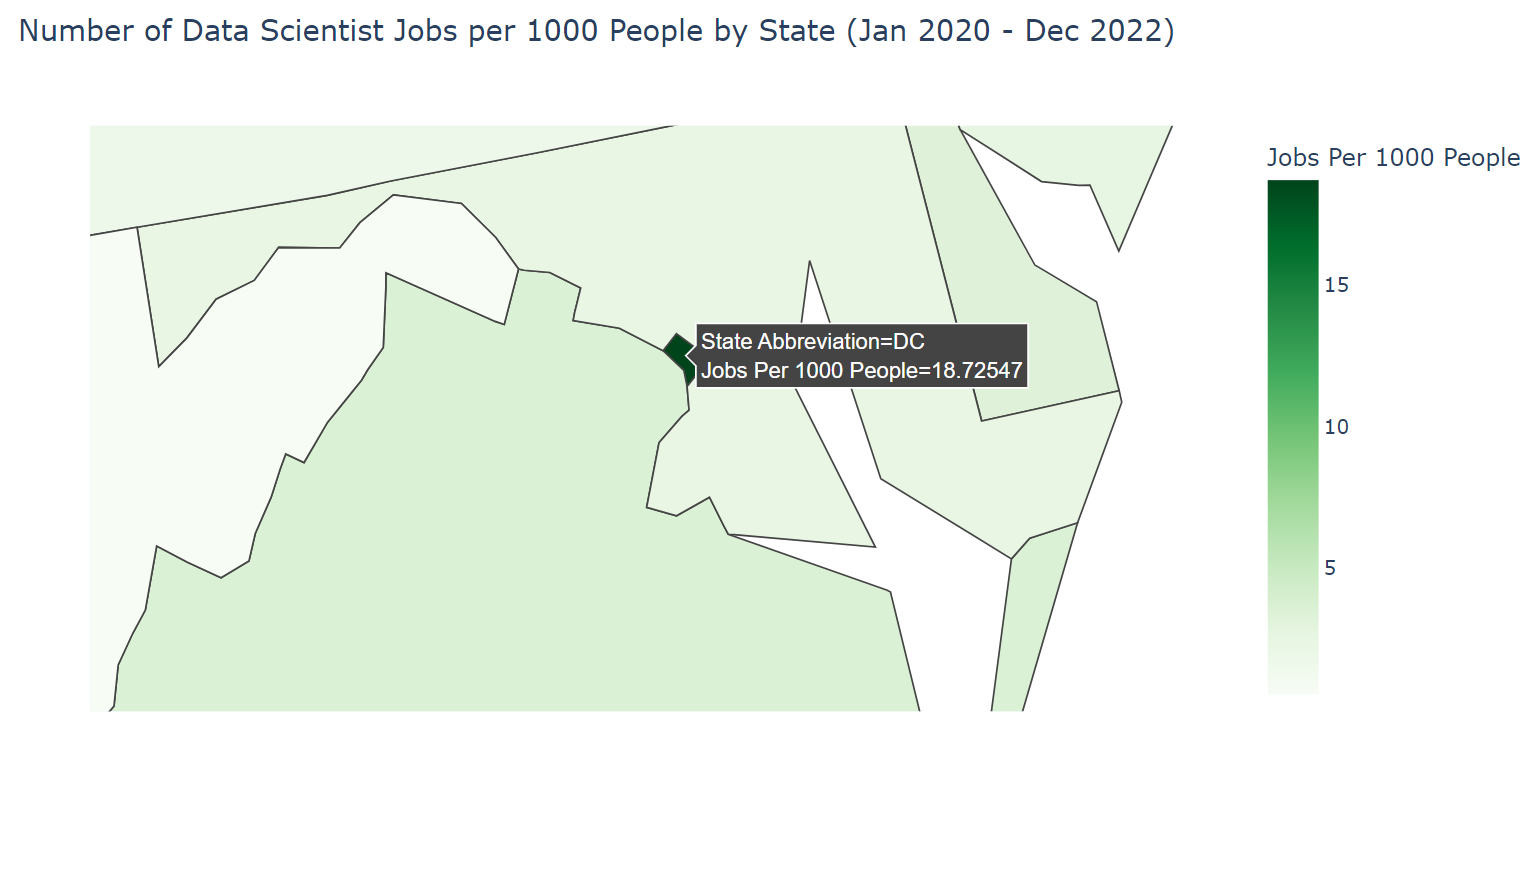 Number of Data Scientist Jobs per 1000 People by State (Jan 2020 - Dec 2022)
Jobs Per 1000 People
15
10
5
State Abbreviation=DC
Jobs Per 1000 People=18.72547